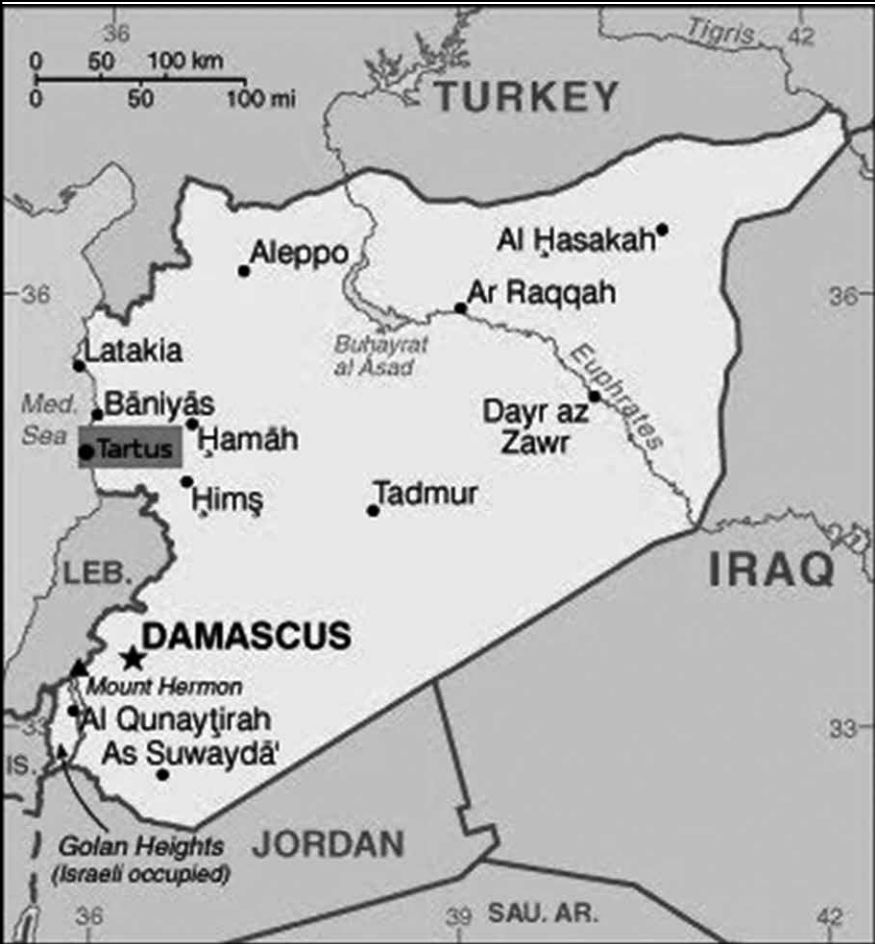 36
Tigris
42
0 50 100 km
0 50 100 mi
TURKEY
Al Ḩasakah
Aleppo
36
Ar Raqqah
36
Buhayrat
al Asad
Latakia
Euphrates
Med.
Sea
Bāniyās
Dayr az
Zawr
Ḩamāh
Tartus
Ḩimş
Tadmur
LEB.
IRAQ
DAMASCUS
Mount Hermon
Al Qunayţirah
33
33
As Suwaydā'
IS.
Golan Heights
(Israeli occupied)
JORDAN
36
39
SAU. AR.
42